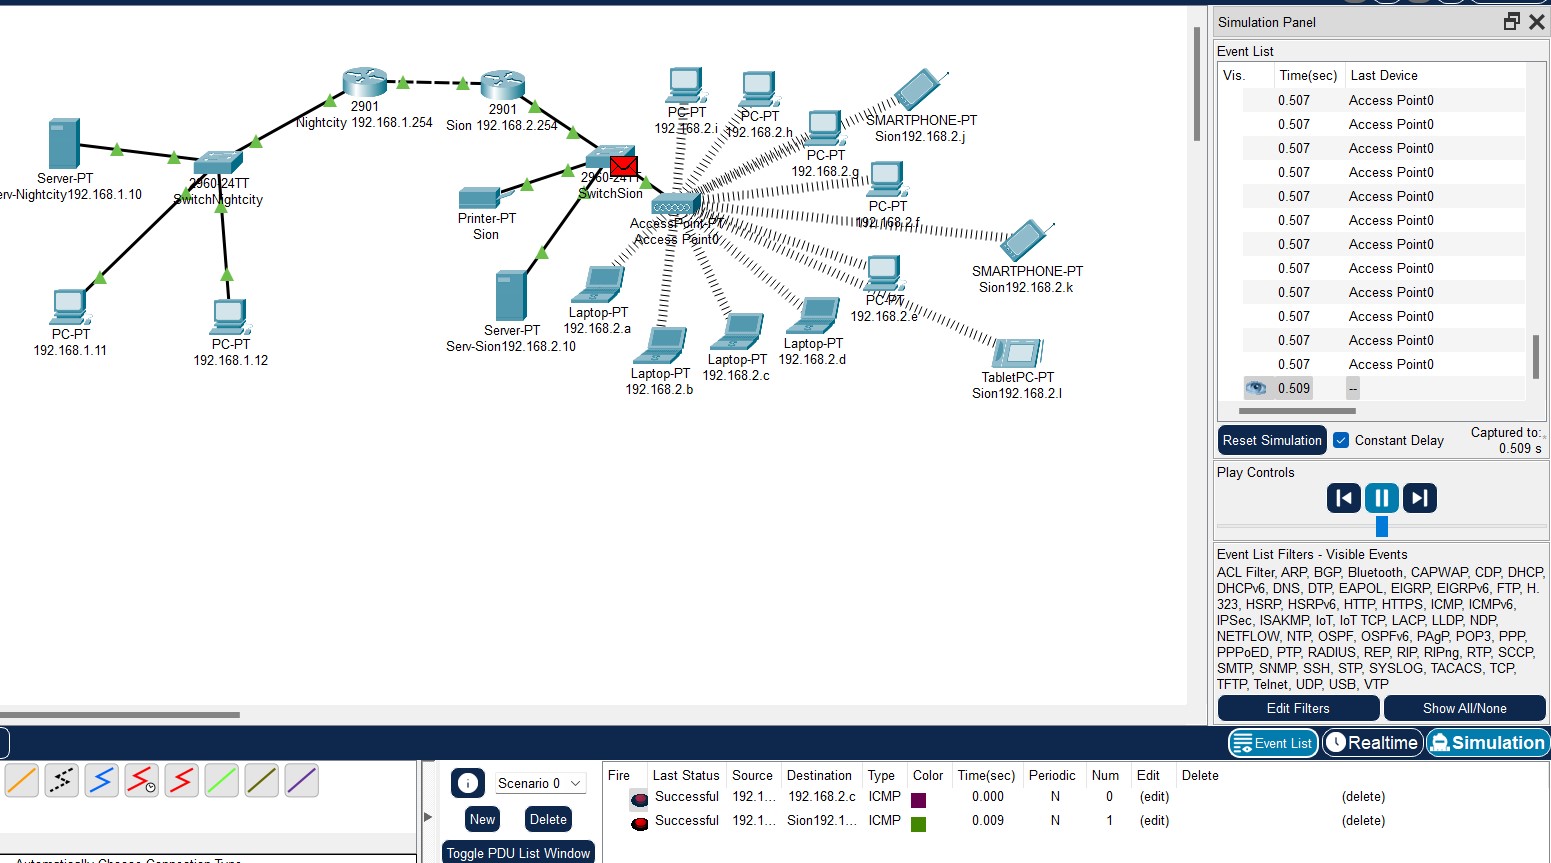 2901
Nightcity 192.168.1.254
2901
Sion 192.168.2.254
Server-PT
erv-Nightcity192.168.1.10
2960-24TT
SwitchNightcity
PC-PT
192.168.1.11
PC-PT
192.168.1.12
2960-24TT
SwitchSion
Printer-PT
Sion
Server-PT
Serv-Sion192.168.2.10
AccessPoint-PT
Access Point0
PC-PT
192.168.2.i
PC-PT
192.168.2.h
PC-PT
192.168.2.g
SMARTPHONE-PT
Sion192.168.2.j
PC-PT
192.168.2.f
SMARTPHONE-PT
Sion192.168.2.k
PC-PT
192.168.2.e
TabletPC-PT
Sion192.168.2.l
Laptop-PT
192.168.2.a
Laptop-PT
192.168.2.b
Laptop-PT
192.168.2.c
Laptop-PT
192.168.2.d
Simulation Panel
Event List
Vis. Time(sec) Last Device
0.507 Access Point0
0.507 Access Point0
0.507 Access Point0
0.507 Access Point0
0.507 Access Point0
0.507 Access Point0
0.507 Access Point0
0.507 Access Point0
0.507 Access Point0
0.507 Access Point0
0.507 Access Point0
0.507 Access Point0
0.509 --
Reset Simulation Constant Delay Captured to:
0.509 s
Play Controls
Event List Filters - Visible Events
ACL Filter, ARP, BGP, Bluetooth, CAPWAP, CDP, DHCP,
DHCPv6, DNS, DTP, EAPOL, EIGRP, EIGRPv6, FTP, H.
323, HSRP, HSRPv6, HTTP, HTTPS, ICMP, ICMPv6,
IPSec, ISAKMP, IoT, IoT TCP, LACP, LLDP, NDP,
NETFLOW, NTP, OSPF, OSPFv6, PAgP, POP3, PPP,
PPPoED, PTP, RADIUS, REP, RIP, RIPng, RTP, SCCP,
SMTP, SNMP, SSH, STP, SYSLOG, TACACS, TCP,
TFTP, Telnet, UDP, USB, VTP
Edit Filters Show All/None
Event List Realtime Simulation
Scenario 0
New Delete
Toggle PDU List Window
Fire Last Status Source Destination Type Color Time(sec) Periodic Num Edit Delete
Successful 192.1... 192.168.2.c ICMP 0.000 N 0 (edit) (delete)
Successful 192.1... Sion192.1... ICMP 0.009 N 1 (edit) (delete)
Automatically Choose Connection Type